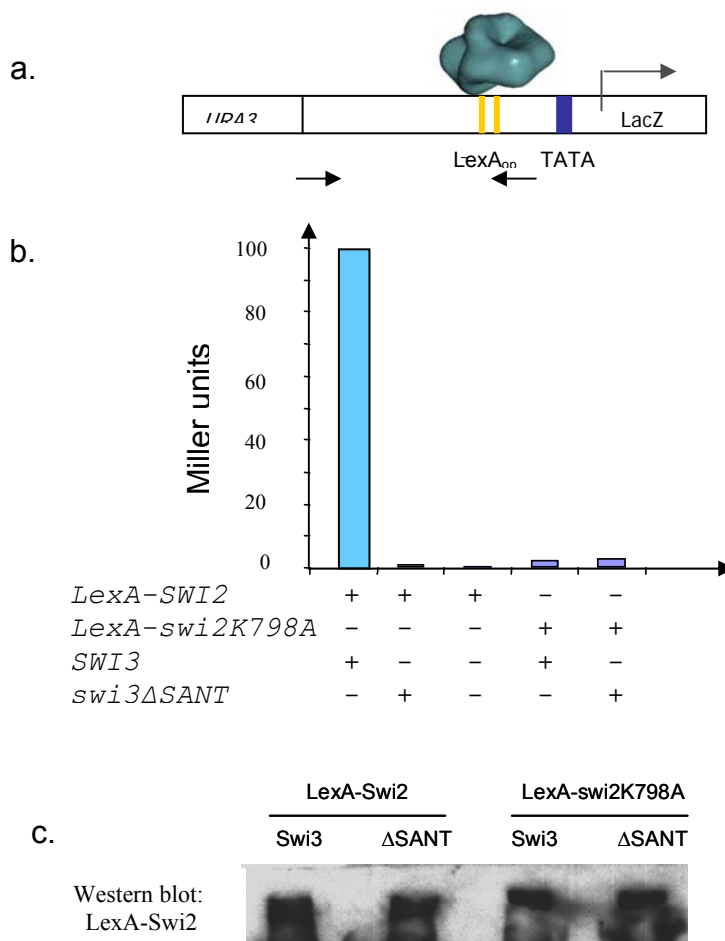 a.
URA3
LacZ
LexAop TATA
b.
Miller units
100
80
60
40
20
0
LexA-SWI2 + + + – –
LexA-swi2K798A – – – + +
SWI3 + – – + –
swi3ΔSANT – + – – +
LexA-Swi2 LexA-swi2K798A
c.
Swi3 ΔSANT Swi3 ΔSANT
Western blot:
LexA-Swi2